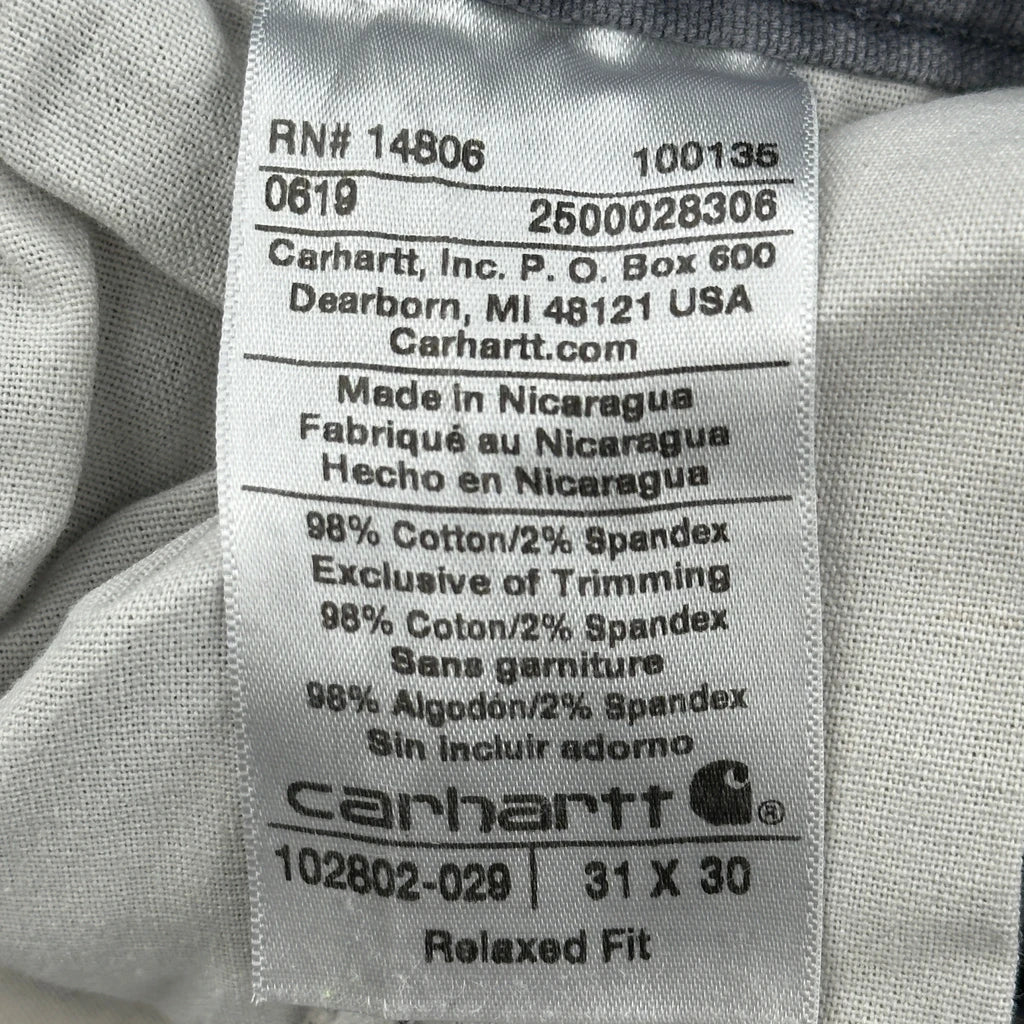 RN# 14806 100135
0619 2500028306
Carhartt, Inc. P. O. Box 600
Dearborn, MI 48121 USA
Carhartt.com
Made in Nicaragua
Fabriqué au Nicaragua
Hecho en Nicaragua
98% Cotton/2% Spandex
Exclusive of Trimming
98% Coton/2% Spandex
Sans garniture
98% Algodón/2% Spandex
Sin incluir adorno
carhartt ®
102802-029 | 31 X 30
Relaxed Fit